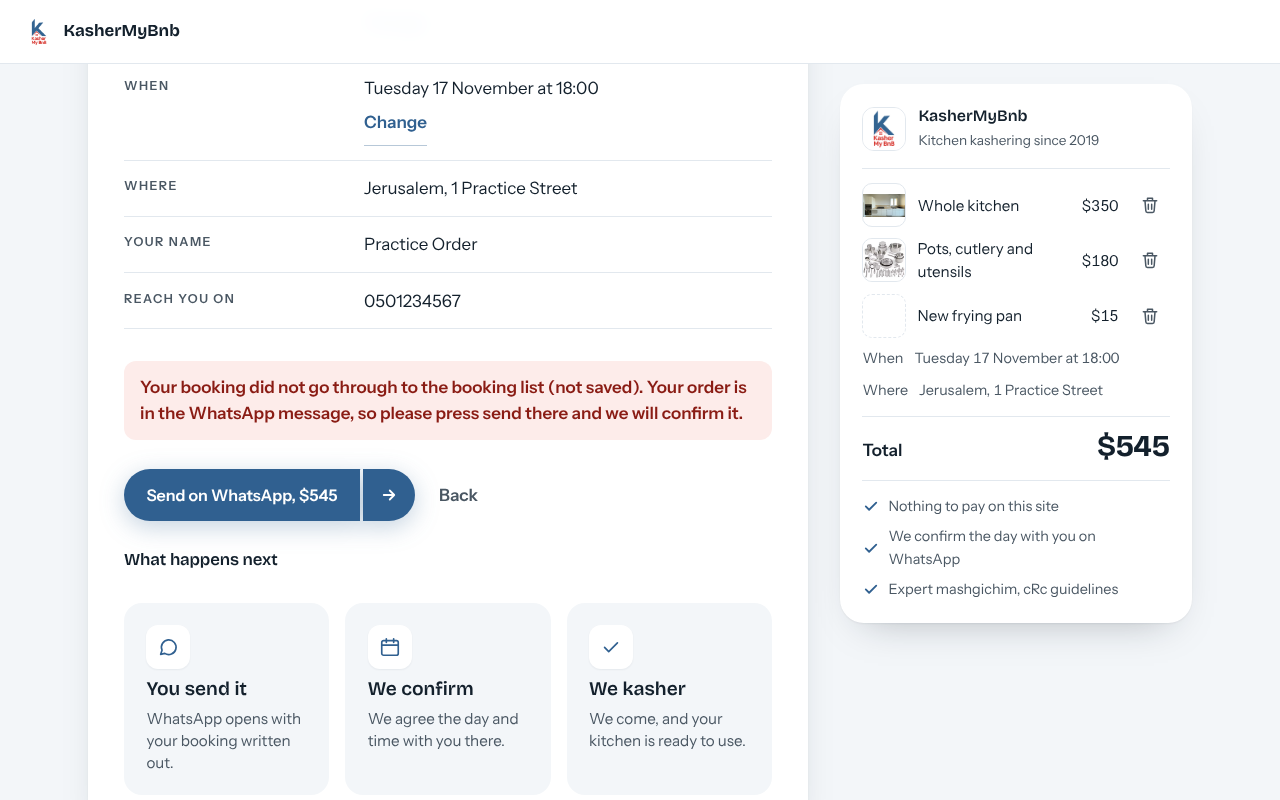 KasherMyBnb
WHEN
Tuesday 17 November at 18:00
Change
WHERE
Jerusalem, 1 Practice Street
YOUR NAME
Practice Order
REACH YOU ON
0501234567
Your booking did not go through to the booking list (not saved). Your order is
in the WhatsApp message, so please press send there and we will confirm it.
Send on WhatsApp, $545
Back
What happens next
You send it
WhatsApp opens with
your booking written
out.
We confirm
We agree the day and
time with you there.
We kasher
We come, and your
kitchen is ready to use.
KasherMyBnb
Kitchen kashering since 2019
Whole kitchen $350
Pots, cutlery and
utensils $180
New frying pan $15
When Tuesday 17 November at 18:00
Where Jerusalem, 1 Practice Street
Total $545
Nothing to pay on this site
We confirm the day with you on
WhatsApp
Expert mashgichim, cRc guidelines